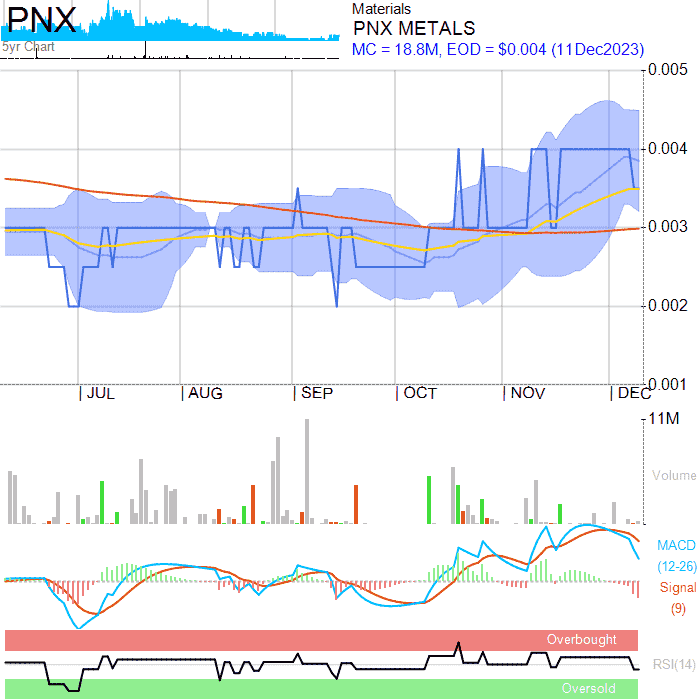 PNX
5yr Chart
Materials
PNX METALS
MC = 18.8M, EOD = $0.004 (11Dec2023)
0.005
0.004
0.003
0.002
0.001
JUL AUG SEP OCT NOV DEC
11M
Volume
MACD
(12-26)
Signal
(9)
Overbought
RSI(14)
Oversold